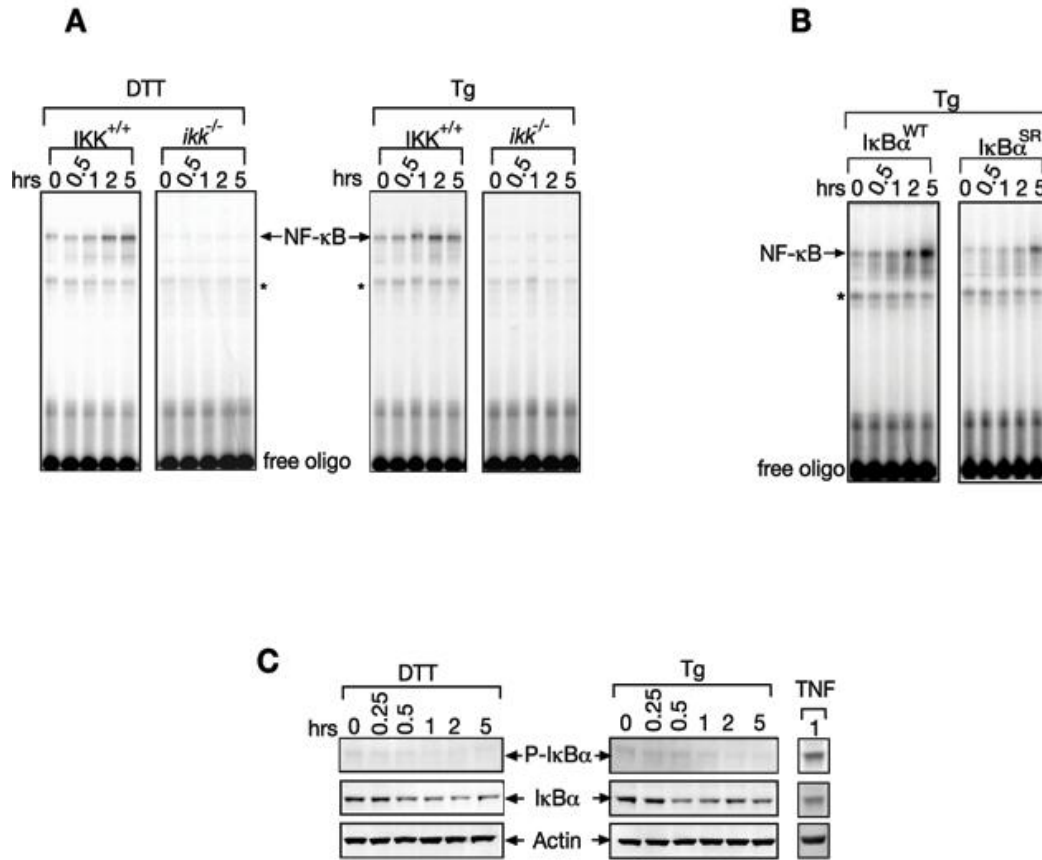 A
DTT
IKK+/+ ikk-/-
hrs 0 0.5 1 2 5 0 0.5 1 2 5
Tg
IKK+/+ ikk-/-
hrs 0 0.5 1 2 5 0 0.5 1 2 5
NF-κB
* *
free oligo
B
Tg
IκBαWT IκBαSR
hrs 0 0.5 1 2 5 0 0.5 1 2 5
NF-κB
*
free oligo
C
DTT Tg TNF
hrs 0 0.25 0.5 1 2 5 0 0.25 0.5 1 2 5 1
P-IκBα
IκBα
Actin